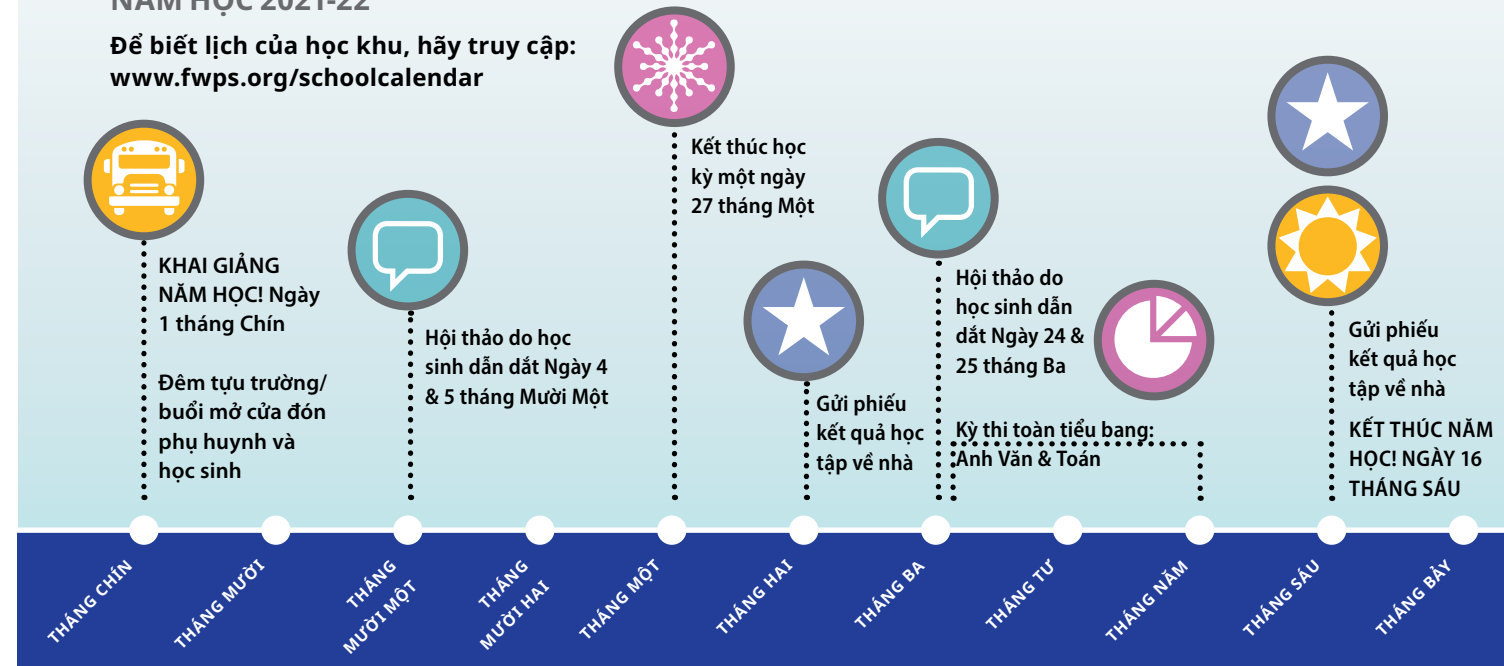 NĂM HỌC 2021-22
Để biết lịch của học khu, hãy truy cập:
www.fwps.org/schoolcalendar
KHAI GIẢNG
NĂM HỌC! Ngày
1 tháng Chín
Đêm tựu trường/
buổi mở cửa đón
phụ huynh và
học sinh
Hội thảo do học
sinh dẫn dắt Ngày 4
& 5 tháng Mười Một
Kết thúc học
kỳ một ngày
27 tháng Một
Gửi phiếu
kết quả học
tập về nhà
Hội thảo do
học sinh dẫn
dắt Ngày 24 &
25 tháng Ba
Kỳ thi toàn tiểu bang:
Anh Văn & Toán
Gửi phiếu
kết quả học
tập về nhà
KẾT THÚC NĂM
HỌC! NGÀY 16
THÁNG SÁU
THÁNG CHÍN
THÁNG MƯỜI
THÁNG
MƯỜI MỘT
THÁNG
MƯỜI HAI
THÁNG MỘT
THÁNG HAI
THÁNG BA
THÁNG TƯ
THÁNG NĂM
THÁNG SÁU
THÁNG BẢY